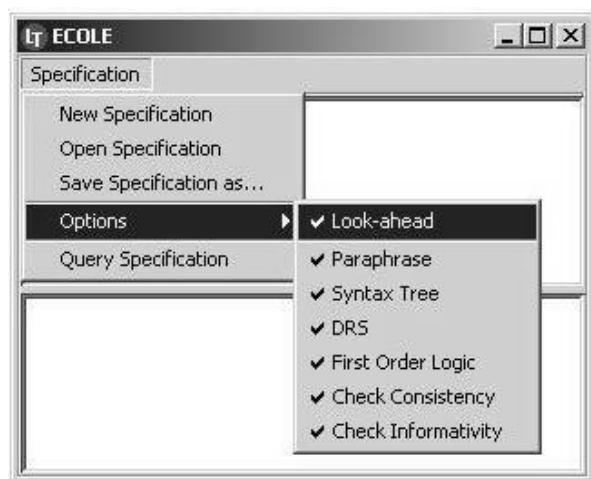 LT ECOLE
Specification
New Specification
Open Specification
Save Specification as...
Options
Query Specification
Look-ahead
Paraphrase
Syntax Tree
DRS
First Order Logic
Check Consistency
Check Informativity